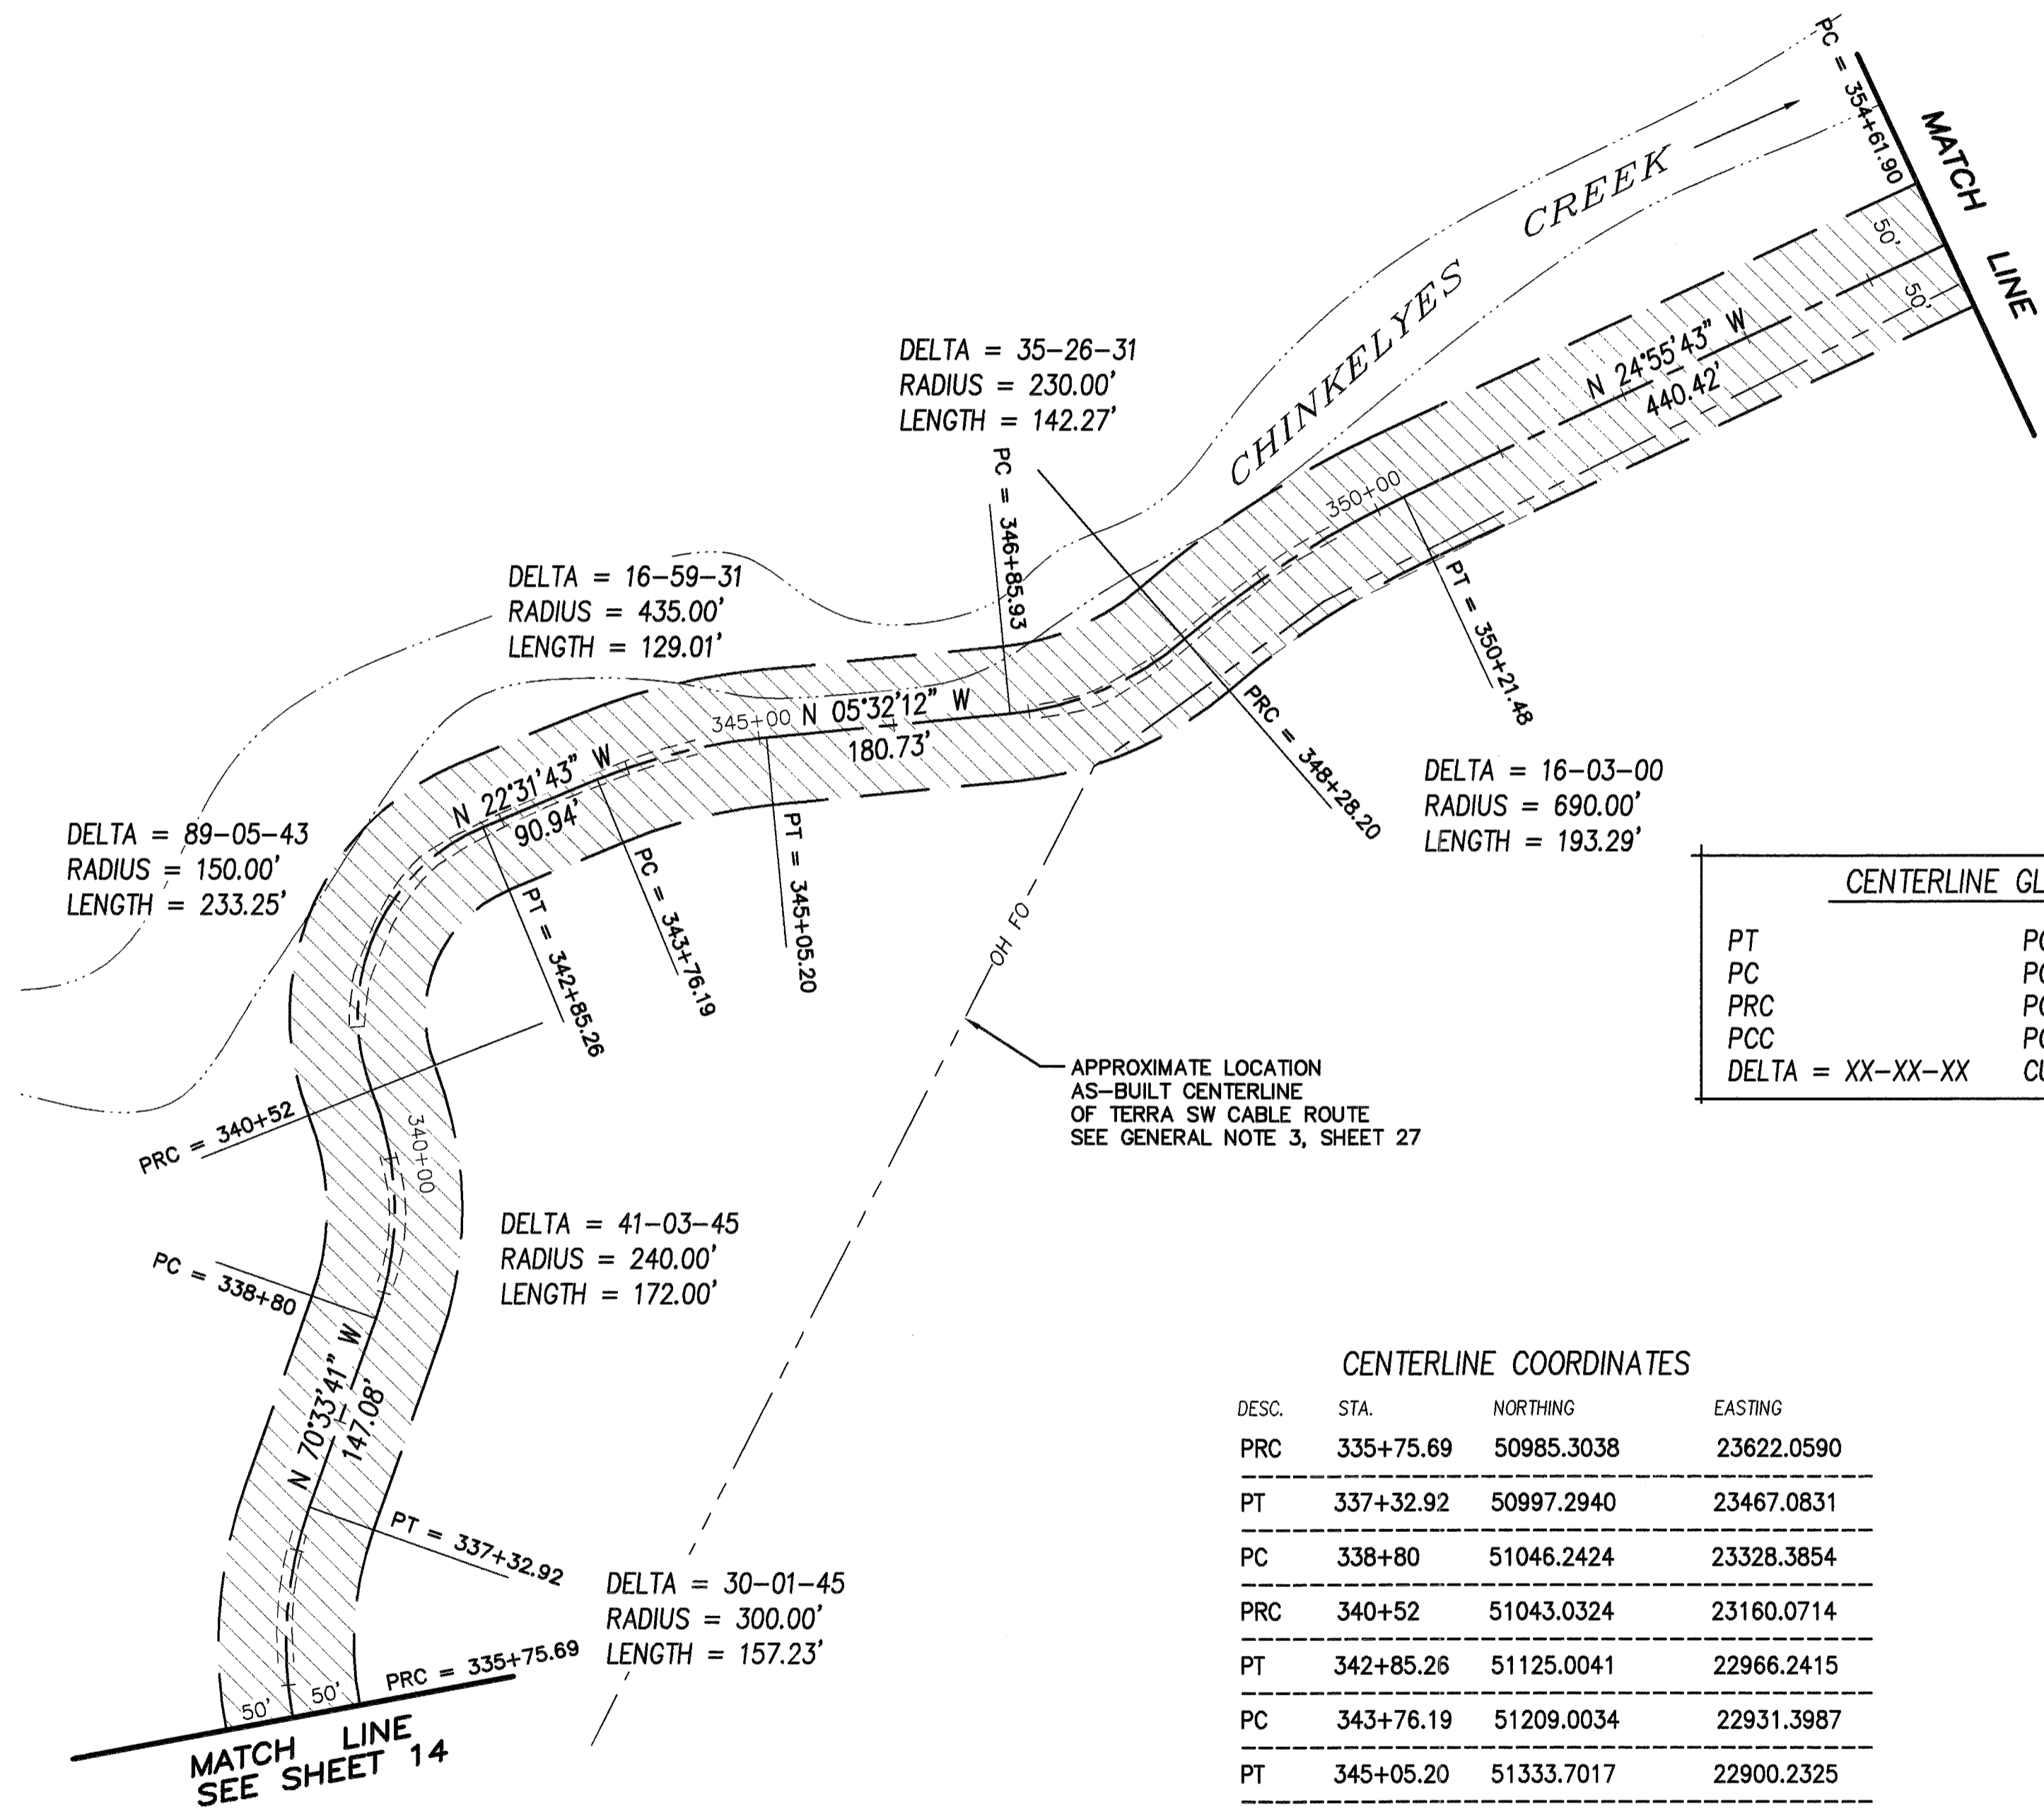 PC = 354+61.90
MATCH LINE
CHINKELYES CREEK
50'
50'
N 24°55'43" W
440.42'
DELTA = 35-26-31
RADIUS = 230.00'
LENGTH = 142.27'
PC = 346+85.93
350+00
PT = 350+21.48
DELTA = 16-59-31
RADIUS = 435.00'
LENGTH = 129.01'
345+00
N 05°32'12" W
180.73'
PRC = 348+28.20
DELTA = 16-03-00
RADIUS = 690.00'
LENGTH = 193.29'
N 22°31'43" W
90.94'
DELTA = 89-05-43
RADIUS = 150.00'
LENGTH = 233.25'
PT = 342+85.26
PC = 343+76.19
PT = 345+05.20
OH FO
CENTERLINE GL
PT PO
PC PO
PRC PO
PCC PO
DELTA = XX-XX-XX CU
APPROXIMATE LOCATION
AS-BUILT CENTERLINE
OF TERRA SW CABLE ROUTE
SEE GENERAL NOTE 3, SHEET 27
PRC = 340+52
340+00
DELTA = 41-03-45
RADIUS = 240.00'
LENGTH = 172.00'
PC = 338+80
N 70°33'41" W
147.08'
PT = 337+32.92
DELTA = 30-01-45
RADIUS = 300.00'
LENGTH = 157.23'
PRC = 335+75.69
50'
50'
MATCH LINE
SEE SHEET 14
CENTERLINE COORDINATES
DESC. STA. NORTHING EASTING
PRC 335+75.69 50985.3038 23622.0590
PT 337+32.92 50997.2940 23467.0831
PC 338+80 51046.2424 23328.3854
PRC 340+52 51043.0324 23160.0714
PT 342+85.26 51125.0041 22966.2415
PC 343+76.19 51209.0034 22931.3987
PT 345+05.20 51333.7017 22900.2325